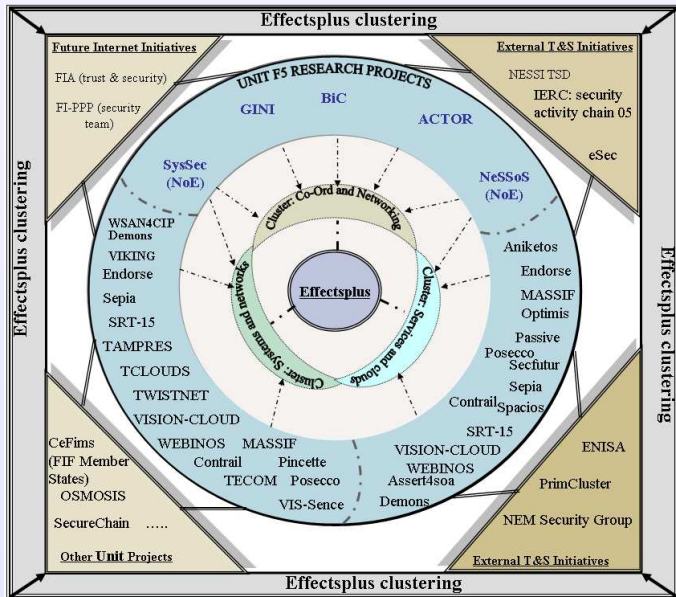 Effectsplus clustering
Future Internet Initiatives
FIA (trust & security)
FI-PPP (security
team)
External T&S Initiatives
NESSI TSD
IERC: security
activity chain 05
eSec
UNIT F5 RESEARCH PROJECTS
GINI
BiC
ACTOR
SysSec
(NoE)
NeSSoS
(NoE)
Cluster: Co-Ord and Networking
Cluster: Systems and networks
Cluster: Services and clouds
Effectsplus
WSAN4CIP
Demons
VIKING
Endorse
Sepia
SRT-15
TAMPRES
TCLOUDS
TWISTNET
VISION-CLOUD
WEBINOS
MASSIF
Contrail
Pincette
TECOM
Posecco
VIS-Sence
Aniketos
Endorse
MASSIF
Optimis
Passive
Posecco
Secfutur
Sepia
Contrail
Spacios
SRT-15
VISION-CLOUD
WEBINOS
Assert4soa
Demons
CeFims
(FIF Member
States)
OSMOSIS
SecureChain .....
Other Unit Projects
ENISA
PrimCluster
NEM Security Group
External T&S Initiatives
Effectsplus clustering
Effectsplus clustering
Effectsplus clustering